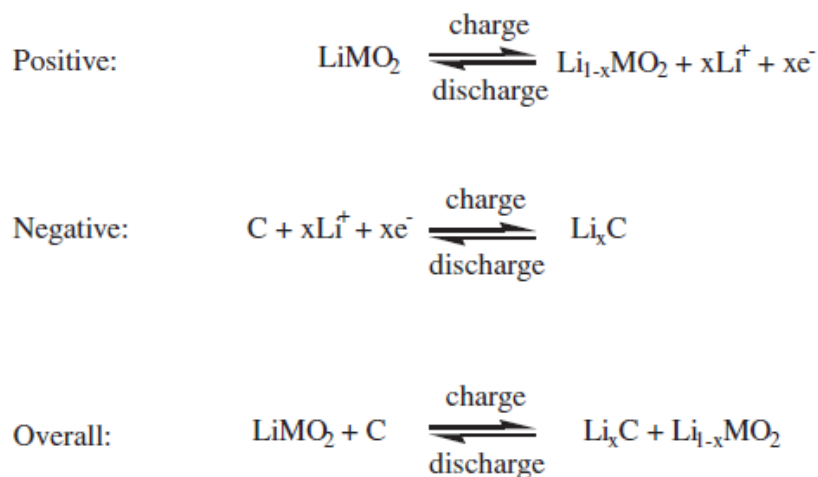 charge
Positive: LiMO₂ ⇌ Li₁₋ₓMO₂ + xLi⁺ + xe⁻
discharge
charge
Negative: C + xLi⁺ + xe⁻ ⇌ LiₓC
discharge
charge
Overall: LiMO₂ + C ⇌ LiₓC + Li₁₋ₓMO₂
discharge